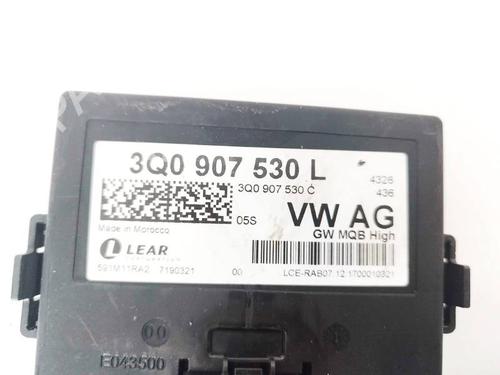 3Q0 907 530 L
3Q0 907 530 C
4326
436
05S
VW AG
GW MQB High
Made in Morocco
LEAR
CORPORATION
591M11RA2 7190321
00
LCE-RAB07.12.1700010321
E043500